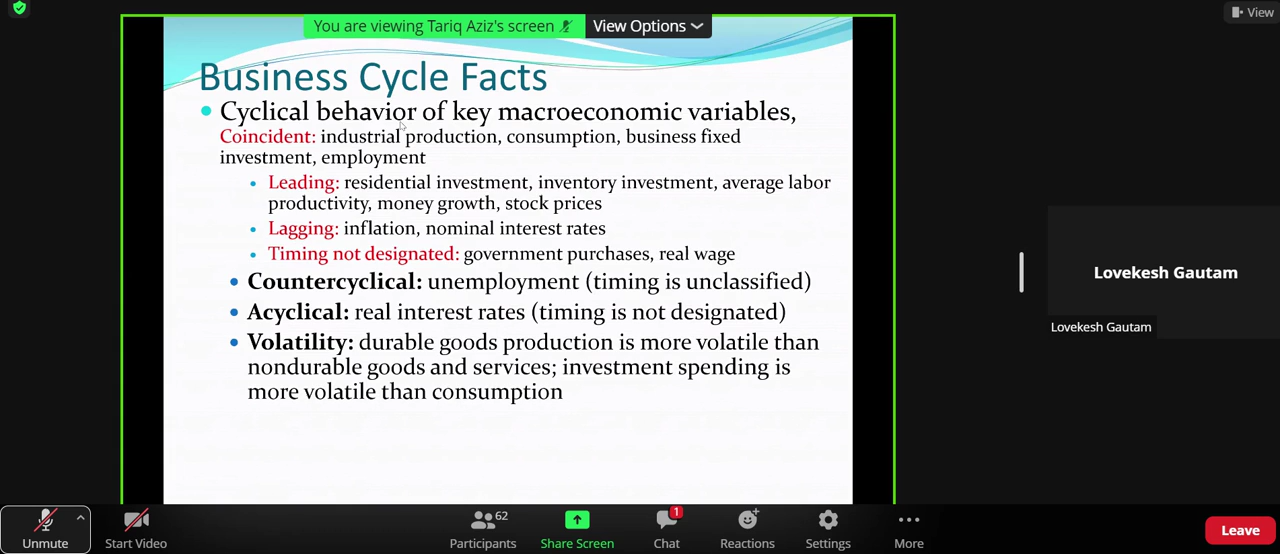 You are viewing Tariq Aziz's screen
View Options
View
Business Cycle Facts
Cyclical behavior of key macroeconomic variables,
Coincident: industrial production, consumption, business fixed
investment, employment
Leading: residential investment, inventory investment, average labor
productivity, money growth, stock prices
Lagging: inflation, nominal interest rates
Timing not designated: government purchases, real wage
Countercyclical: unemployment (timing is unclassified)
Acyclical: real interest rates (timing is not designated)
Volatility: durable goods production is more volatile than
nondurable goods and services; investment spending is
more volatile than consumption
Lovekesh Gautam
Lovekesh Gautam
Unmute
Start Video
62
Participants
Share Screen
1
Chat
Reactions
Settings
More
Leave